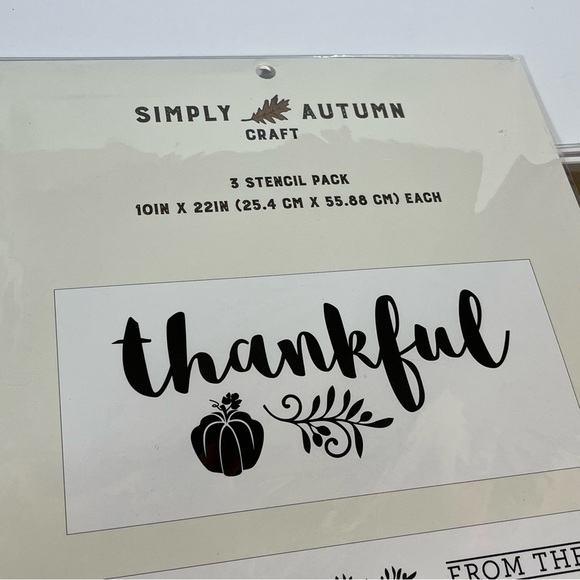 SIMPLY AUTUMN
CRAFT
3 STENCIL PACK
10IN X 22IN (25.4 CM X 55.88 CM) EACH
thankful
FROM THE